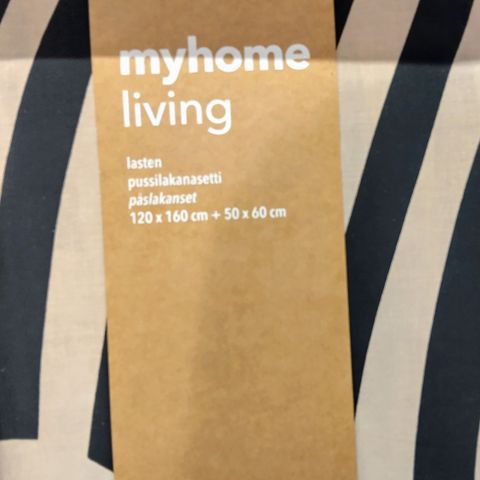 myhome
living
lasten
pussilakanasetti
påslakanset
120 x 160 cm + 50 x 60 cm